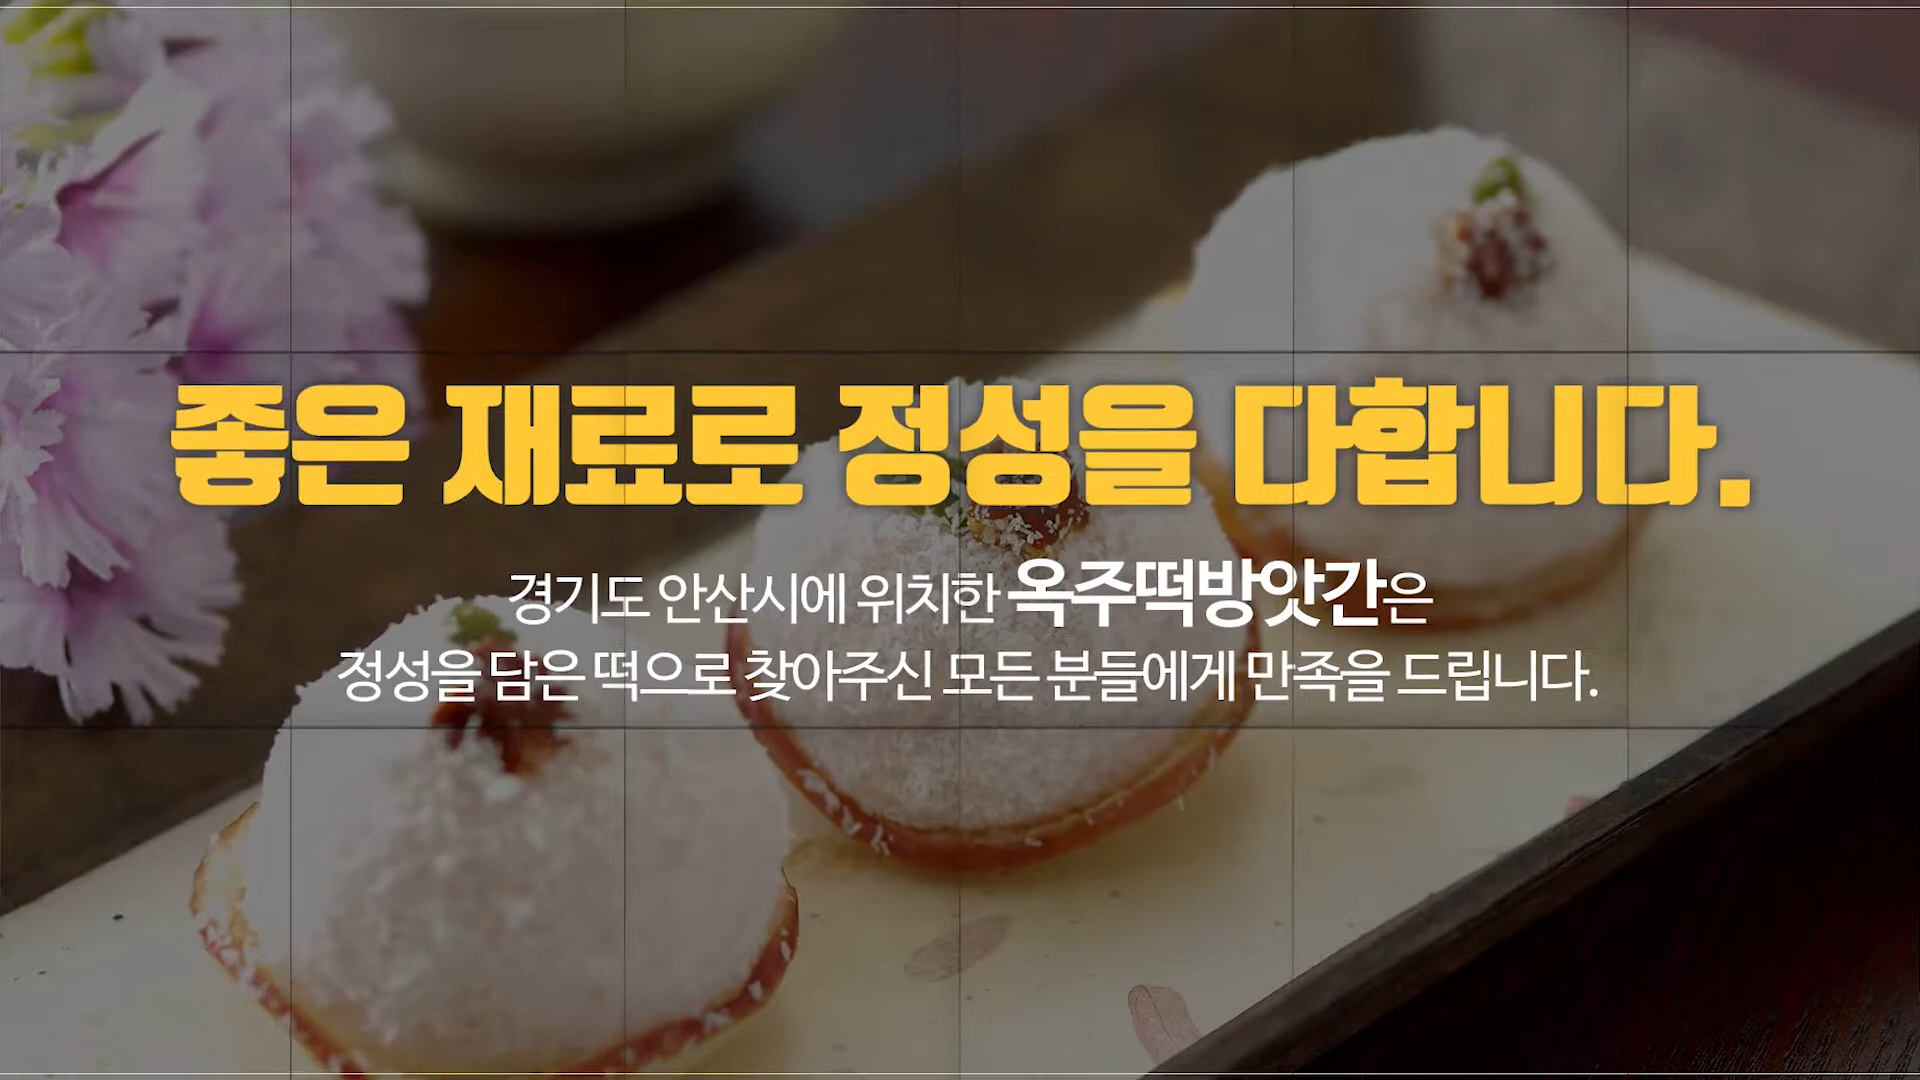 좋은 재료로 정성을 다합니다.
경기도 안산시에 위치한 옥주떡방앗간은
정성을 담은 떡으로 찾아주신 모든 분들에게 만족을 드립니다.